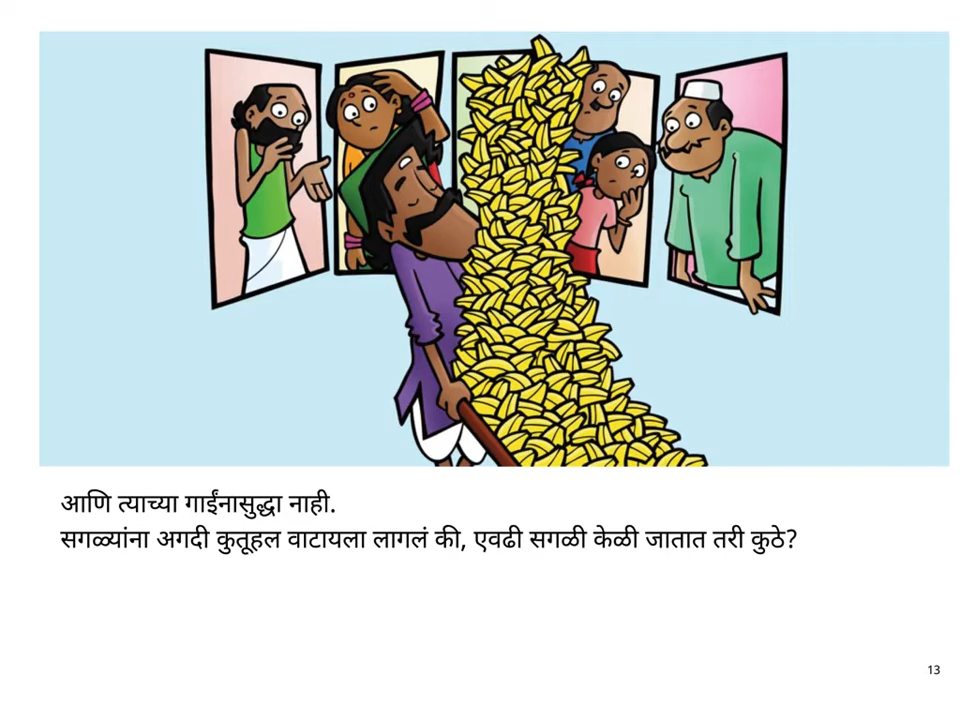 आणि त्याच्या गाईंनासुद्धा नाही.
सगळ्यांना अगदी कुतूहल वाटायला लागलं की, एवढी सगळी केळी जातात तरी कुठे?
13